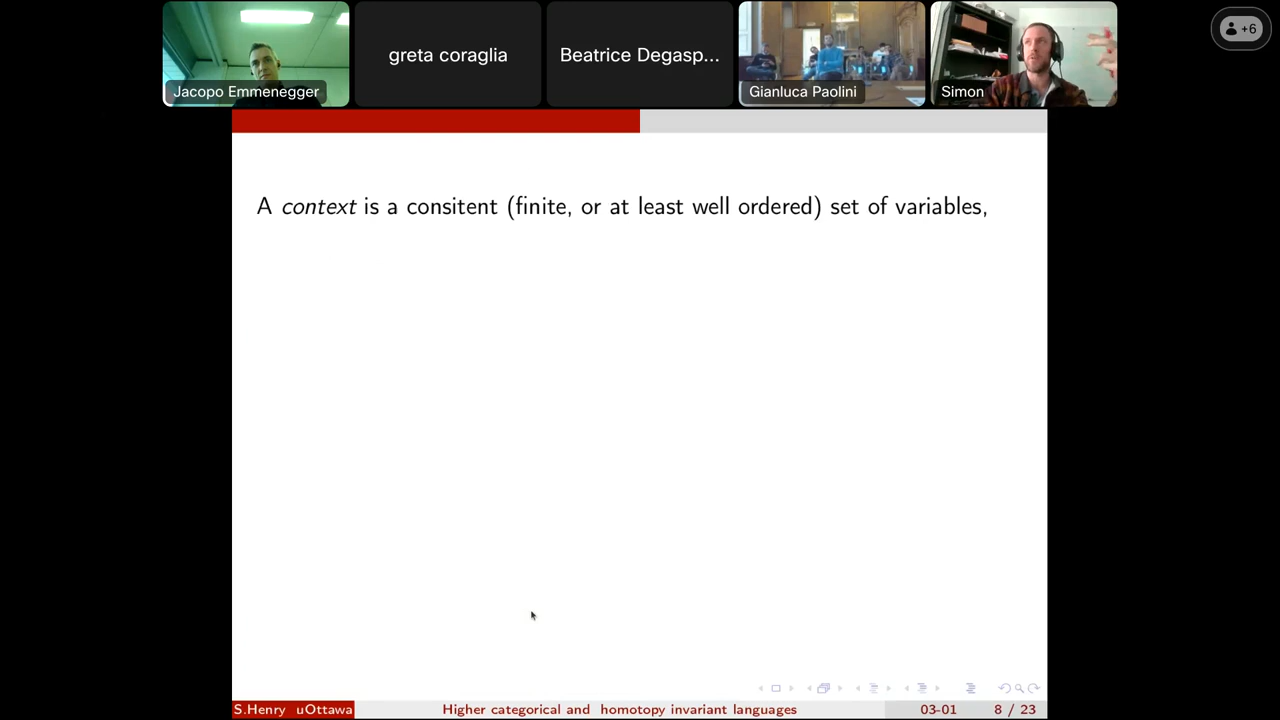 Jacopo Emmenegger
greta coraglia
Beatrice Degasp...
Gianluca Paolini
Simon
+6
A context is a consitent (finite, or at least well ordered) set of variables,
S.Henry uOttawa
Higher categorical and homotopy invariant languages
03-01
8 / 23